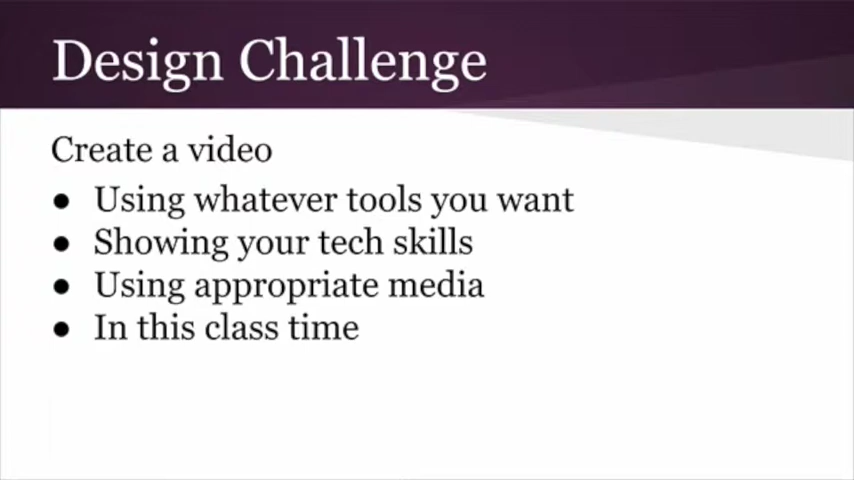 Design Challenge
Create a video
● Using whatever tools you want
● Showing your tech skills
● Using appropriate media
● In this class time